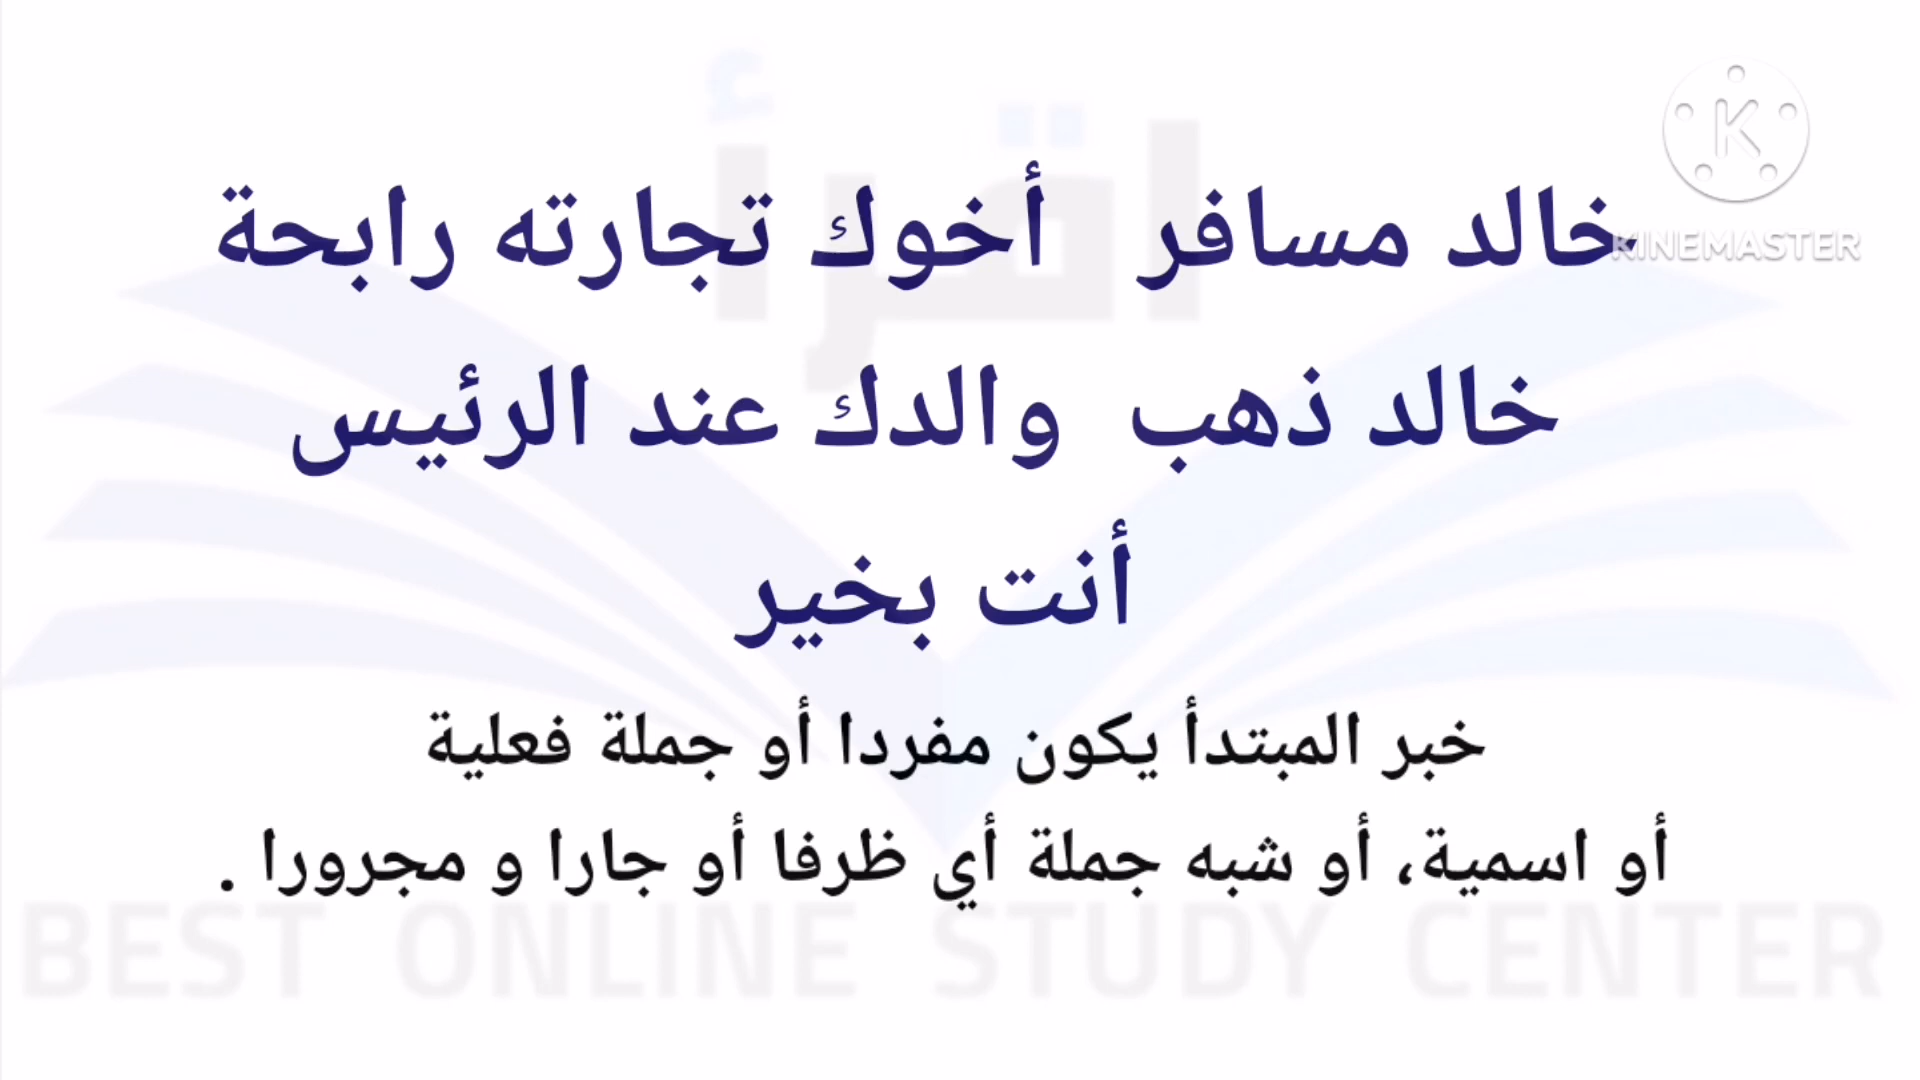 خالد مسافر أخوك تجارته رابحة
خالد ذهب والدك عند الرئيس
أنت بخير
خبر المبتدأ يكون مفردا أو جملة فعلية
أو اسمية، أو شبه جملة أي ظرفا أو جارا و مجرورا .
اقرأ
BEST ONLINE STUDY CENTER
K
KINEMASTER